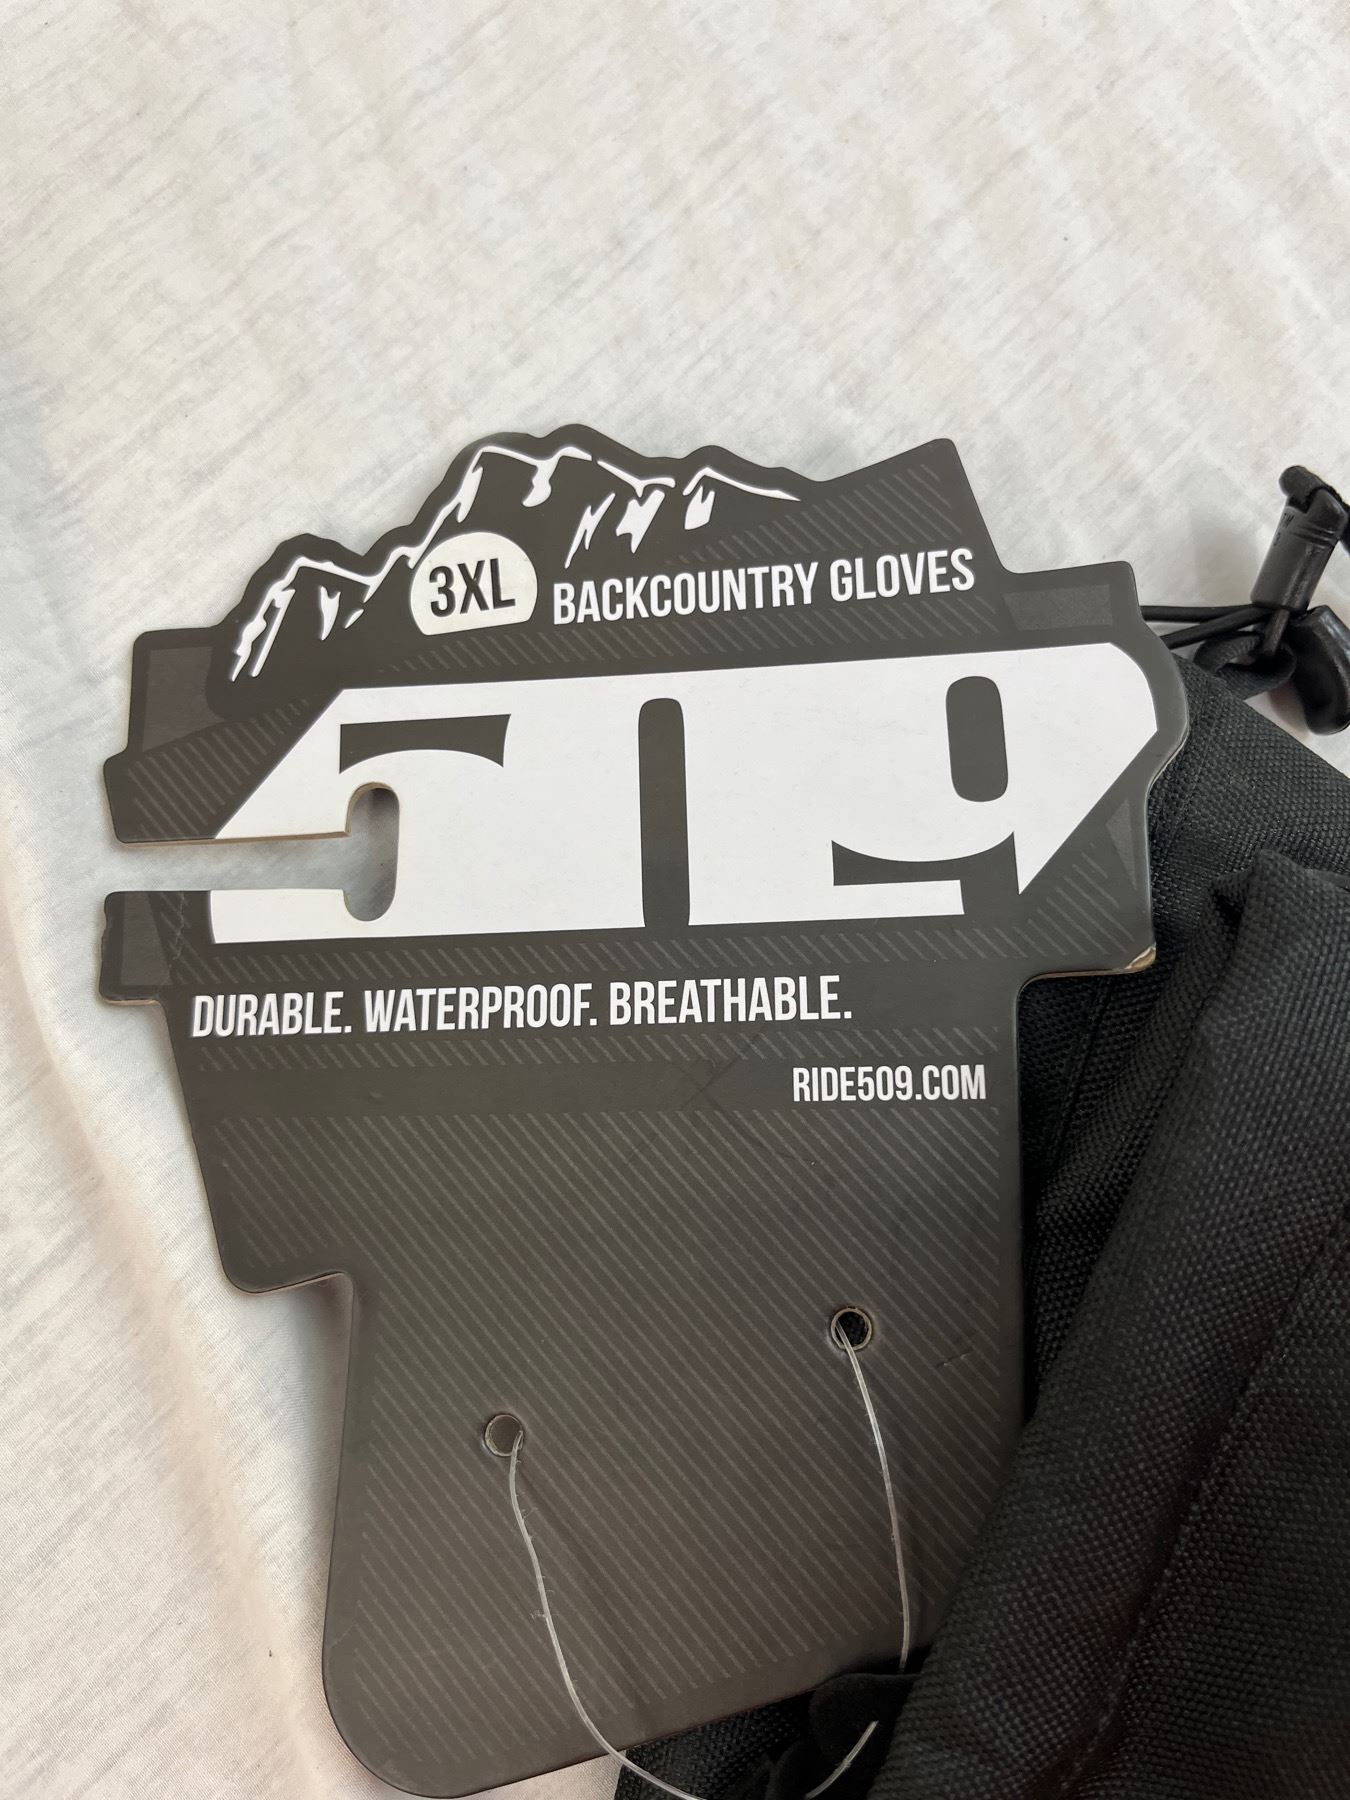 3XL BACKCOUNTRY GLOVES
509
DURABLE. WATERPROOF. BREATHABLE.
RIDE509.COM